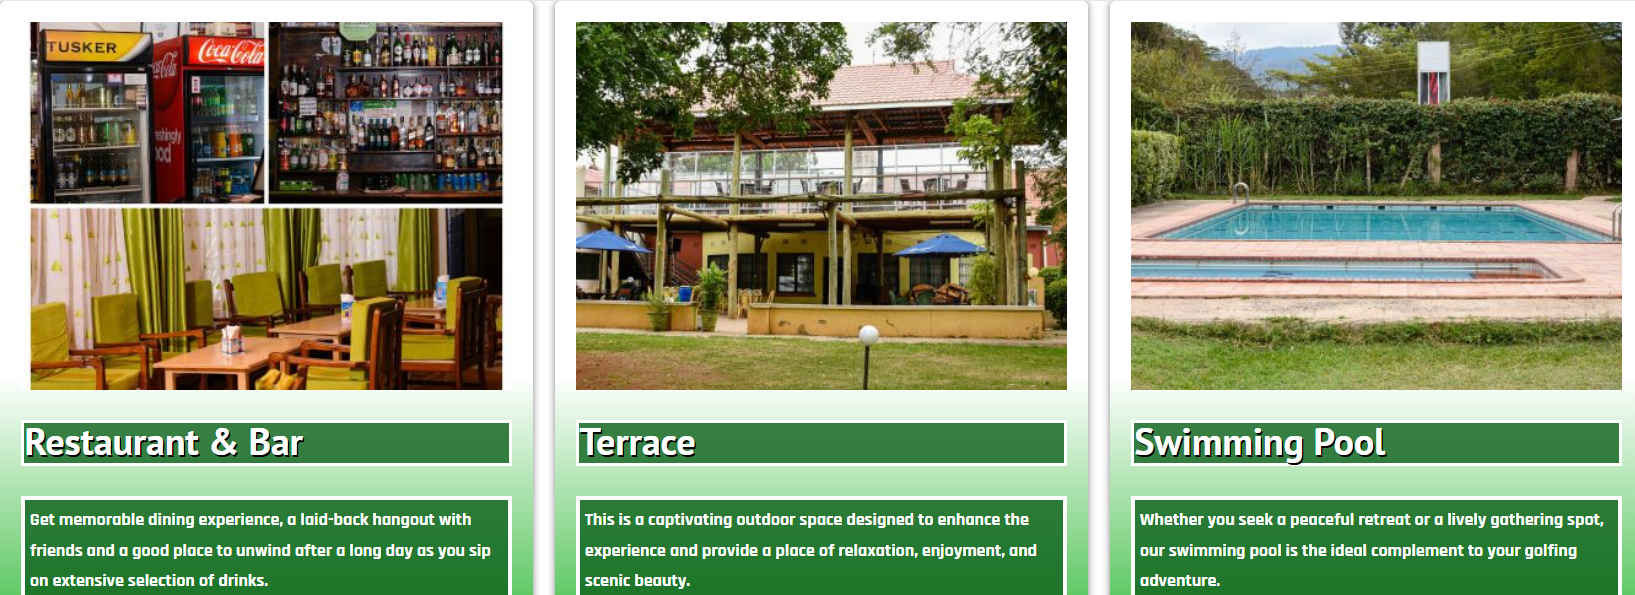 TUSKER
Coca-Cola
Coca-Cola
Restaurant & Bar
Get memorable dining experience, a laid-back hangout with
friends and a good place to unwind after a long day as you sip
on extensive selection of drinks.
Terrace
This is a captivating outdoor space designed to enhance the
experience and provide a place of relaxation, enjoyment, and
scenic beauty.
Swimming Pool
Whether you seek a peaceful retreat or a lively gathering spot,
our swimming pool is the ideal complement to your golfing
adventure.